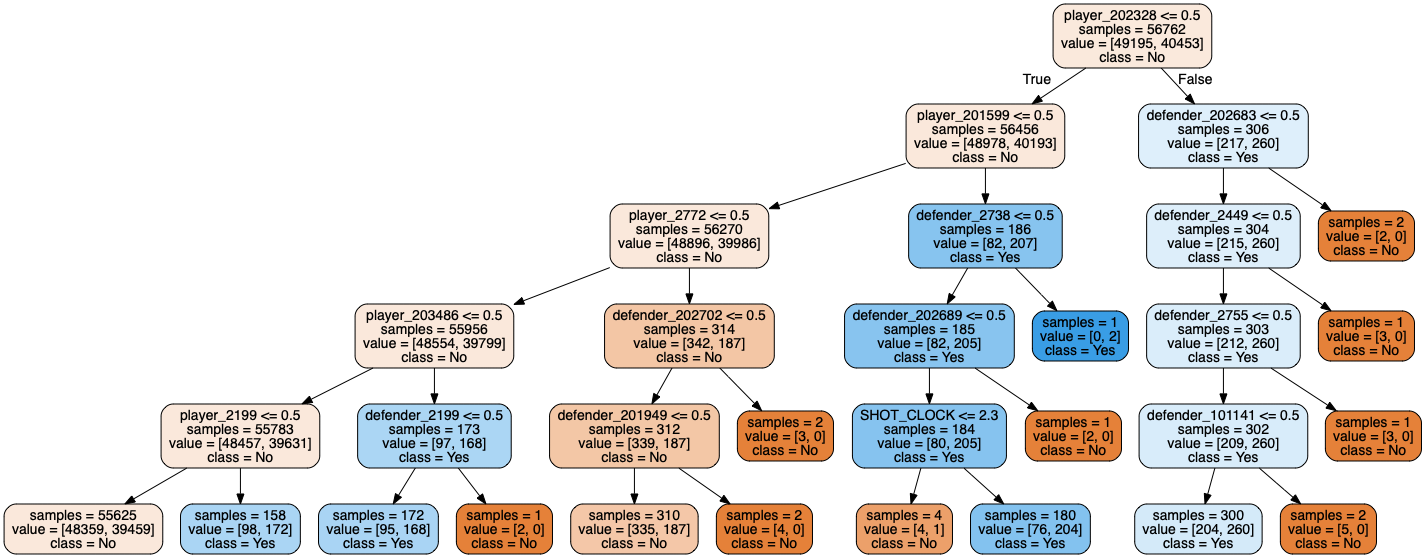 player_202328 <= 0.5
samples = 56762
value = [49195, 40453]
class = No
True
False
player_201599 <= 0.5
samples = 56456
value = [48978, 40193]
class = No
defender_202683 <= 0.5
samples = 306
value = [217, 260]
class = Yes
player_2772 <= 0.5
samples = 56270
value = [48896, 39986]
class = No
defender_2738 <= 0.5
samples = 186
value = [82, 207]
class = Yes
defender_2449 <= 0.5
samples = 304
value = [215, 260]
class = Yes
samples = 2
value = [2, 0]
class = No
player_203486 <= 0.5
samples = 55956
value = [48554, 39799]
class = No
defender_202702 <= 0.5
samples = 314
value = [342, 187]
class = No
defender_202689 <= 0.5
samples = 185
value = [82, 205]
class = Yes
samples = 1
value = [0, 2]
class = Yes
defender_2755 <= 0.5
samples = 303
value = [212, 260]
class = Yes
samples = 1
value = [3, 0]
class = No
player_2199 <= 0.5
samples = 55783
value = [48457, 39631]
class = No
defender_2199 <= 0.5
samples = 173
value = [97, 168]
class = Yes
defender_201949 <= 0.5
samples = 312
value = [339, 187]
class = No
samples = 2
value = [3, 0]
class = No
SHOT_CLOCK <= 2.3
samples = 184
value = [80, 205]
class = Yes
samples = 1
value = [2, 0]
class = No
defender_101141 <= 0.5
samples = 302
value = [209, 260]
class = Yes
samples = 1
value = [3, 0]
class = No
samples = 55625
value = [48359, 39459]
class = No
samples = 158
value = [98, 172]
class = Yes
samples = 172
value = [95, 168]
class = Yes
samples = 1
value = [2, 0]
class = No
samples = 310
value = [335, 187]
class = No
samples = 2
value = [4, 0]
class = No
samples = 4
value = [4, 1]
class = No
samples = 180
value = [76, 204]
class = Yes
samples = 300
value = [204, 260]
class = Yes
samples = 2
value = [5, 0]
class = No